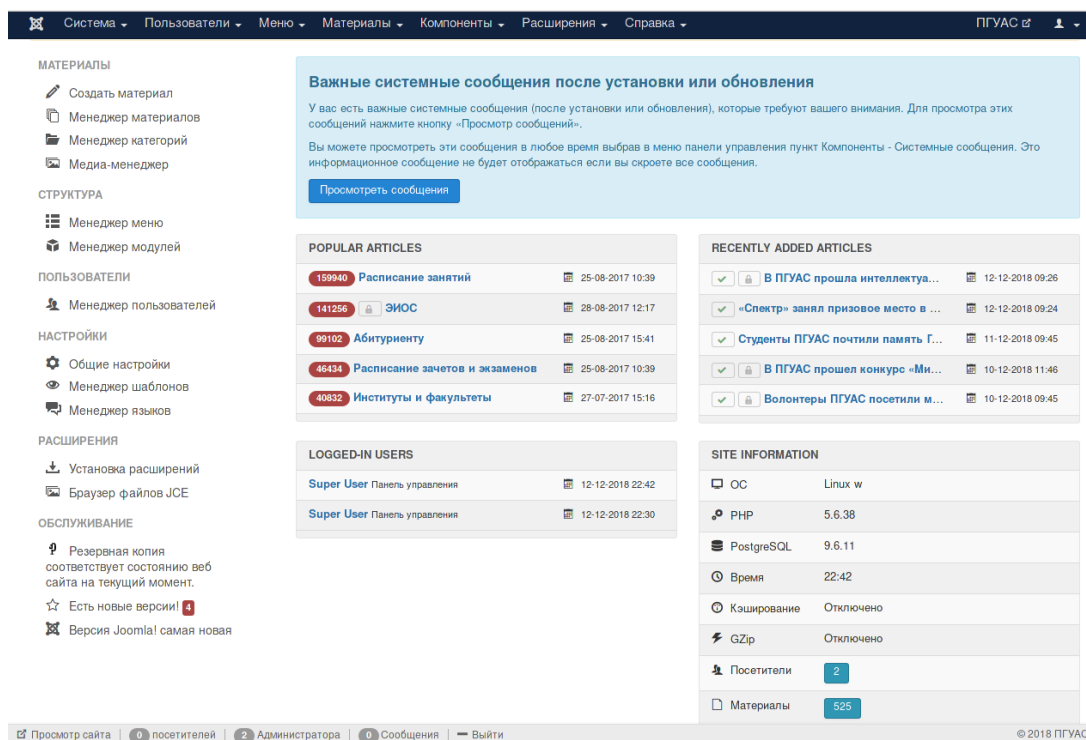 Система Пользователи Меню Материалы Компоненты Расширения Справка ПГУАС
МАТЕРИАЛЫ
Создать материал
Менеджер материалов
Менеджер категорий
Медиа-менеджер
СТРУКТУРА
Менеджер меню
Менеджер модулей
ПОЛЬЗОВАТЕЛИ
Менеджер пользователей
НАСТРОЙКИ
Общие настройки
Менеджер шаблонов
Менеджер языков
РАСШИРЕНИЯ
Установка расширений
Браузер файлов JCE
ОБСЛУЖИВАНИЕ
Резервная копия
соответствует состоянию веб
сайта на текущий момент.
Есть новые версии! 4
Версия Joomla! самая новая
Важные системные сообщения после установки или обновления
У вас есть важные системные сообщения (после установки или обновления), которые требуют вашего внимания. Для просмотра этих
сообщений нажмите кнопку «Просмотр сообщений».
Вы можете просмотреть эти сообщения в любое время выбрав в меню панели управления пункт Компоненты - Системные сообщения. Это
информационное сообщение не будет отображаться если вы скроете все сообщения.
Просмотреть сообщения
POPULAR ARTICLES
159940 Расписание занятий 25-08-2017 10:39
141256 ЭИОС 28-08-2017 12:17
99102 Абитуриенту 25-08-2017 15:41
46434 Расписание зачетов и экзаменов 25-08-2017 10:39
40832 Институты и факультеты 27-07-2017 15:16
RECENTLY ADDED ARTICLES
В ПГУАС прошла интеллектуа... 12-12-2018 09:26
«Спектр» занял призовое место в ... 12-12-2018 09:24
Студенты ПГУАС почтили память Г... 11-12-2018 09:45
В ПГУАС прошел конкурс «Ми... 10-12-2018 11:46
Волонтеры ПГУАС посетили м... 10-12-2018 09:45
LOGGED-IN USERS
Super User Панель управления 12-12-2018 22:42
Super User Панель управления 12-12-2018 22:30
SITE INFORMATION
ОС Linux w
PHP 5.6.38
PostgreSQL 9.6.11
Время 22:42
Кэширование Отключено
GZip Отключено
Посетители 2
Материалы 525
Просмотр сайта 0 посетителей 2 Администратора 0 Сообщения Выйти © 2018 ПГУАС